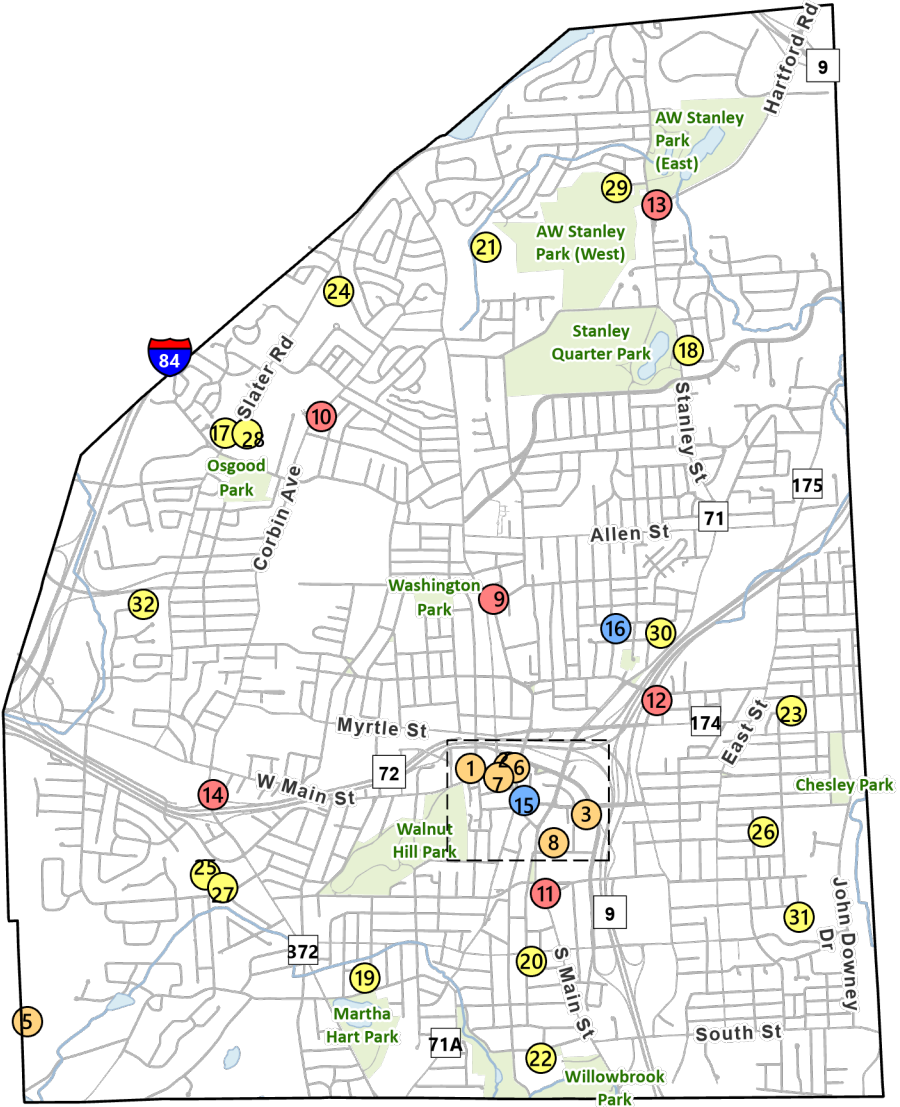 Hartford Rd
9
AW Stanley
Park
(East)
29
13
21
AW Stanley
Park (West)
24
Stanley
Quarter Park
18
84
Slater Rd
10
17
28
Stanley St
Osgood
Park
Corbin Ave
175
71
Allen St
Washington
Park
9
32
16
30
12
174
23
East St
Myrtle St
72
1
6
7
W Main St
14
15
3
Chesley Park
Walnut
Hill Park
8
26
25
27
11
9
31
John Downey
Dr
372
20
S Main St
19
5
Martha
Hart Park
71A
South St
22
Willowbrook
Park